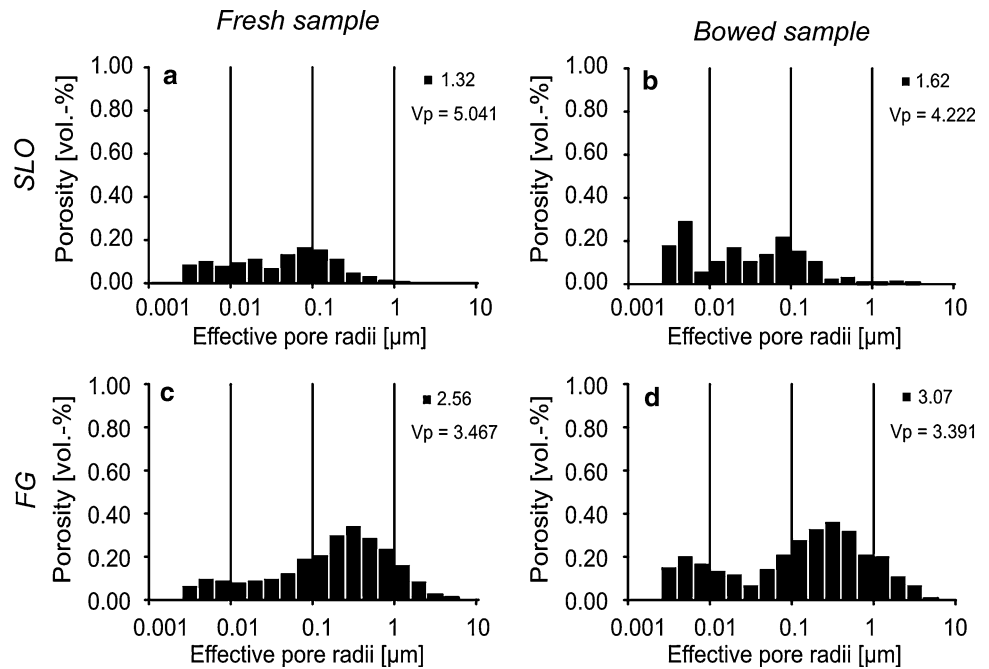 Fresh sample
Bowed sample
SLO
a
Porosity [vol.-%]
1.00
0.80
0.60
0.40
0.20
0.00
1.32
Vp = 5.041
0.001 0.01 0.1 1 10
Effective pore radii [µm]
b
Porosity [vol.-%]
1.00
0.80
0.60
0.40
0.20
0.00
1.62
Vp = 4.222
0.001 0.01 0.1 1 10
Effective pore radii [µm]
FG
c
Porosity [vol.-%]
1.00
0.80
0.60
0.40
0.20
0.00
2.56
Vp = 3.467
0.001 0.01 0.1 1 10
Effective pore radii [µm]
d
Porosity [vol.-%]
1.00
0.80
0.60
0.40
0.20
0.00
3.07
Vp = 3.391
0.001 0.01 0.1 1 10
Effective pore radii [µm]